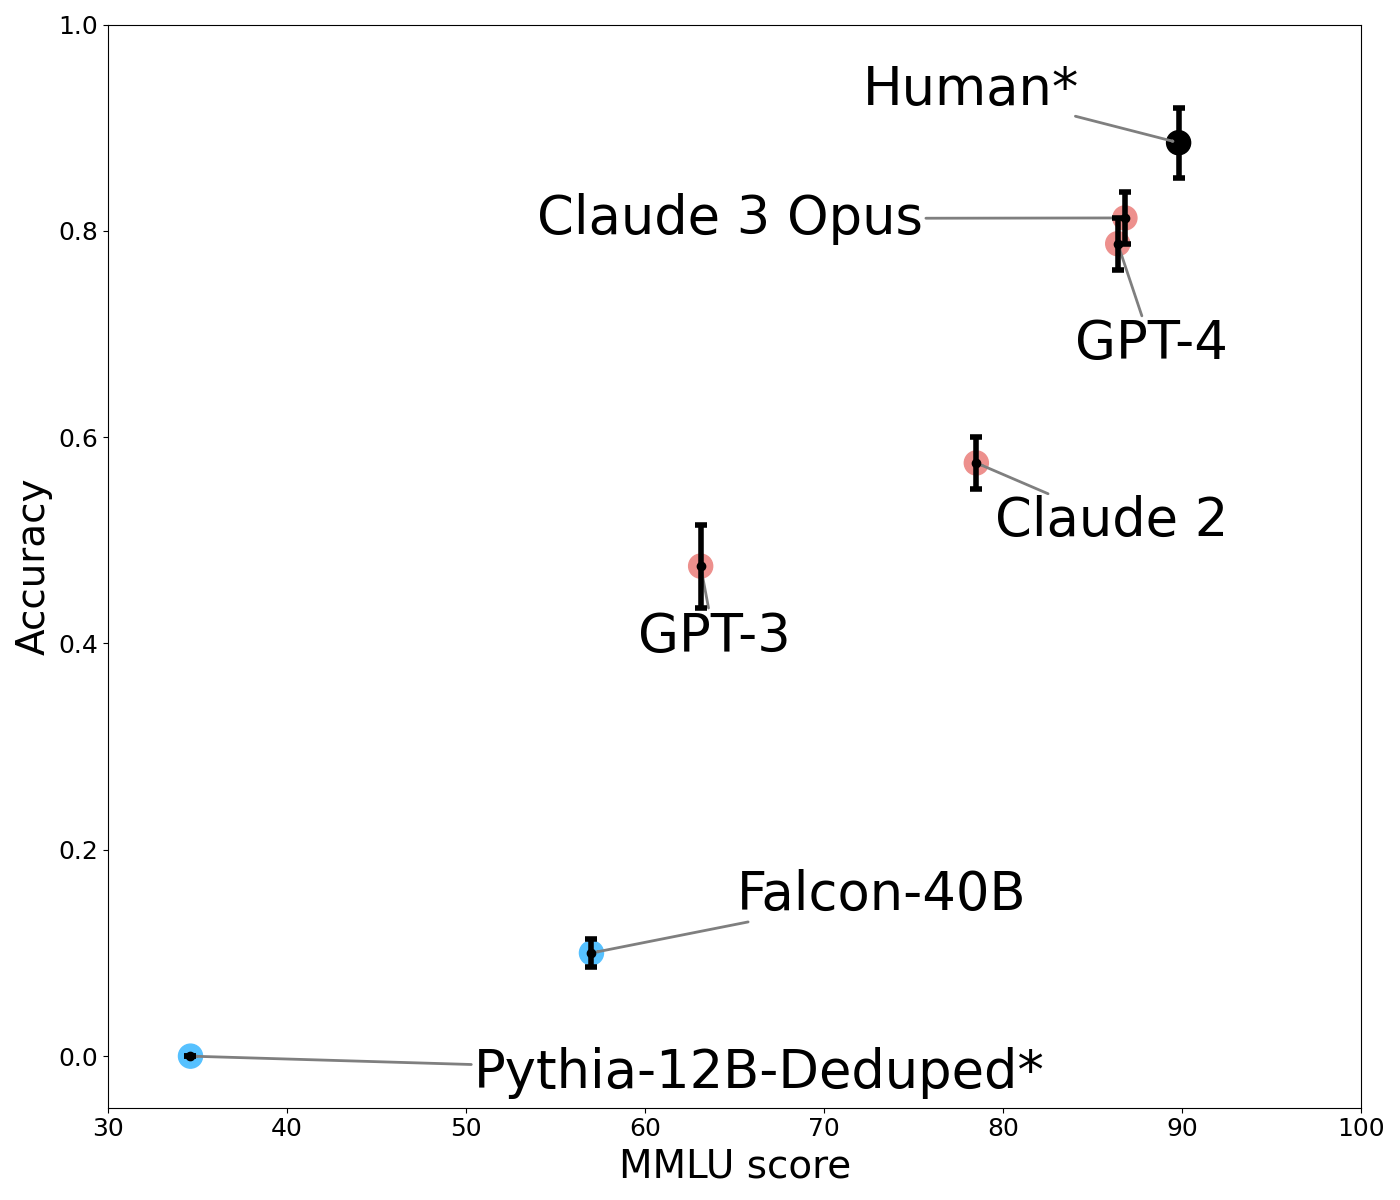 1.0
Human*
Claude 3 Opus
0.8
GPT-4
0.6
Claude 2
Accuracy
GPT-3
0.4
0.2
Falcon-40B
0.0
Pythia-12B-Deduped*
30 40 50 60 70 80 90 100
MMLU score